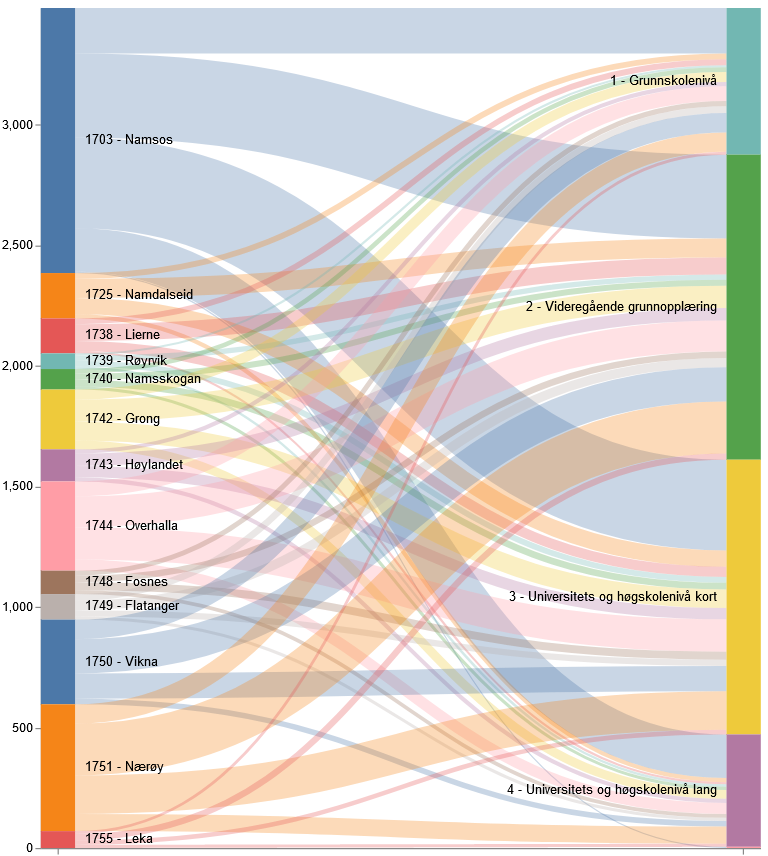 1 - Grunnskolenivå
3,000
1703 - Namsos
2,500
1725 - Namdalseid
2 - Videregående grunnopplæring
1738 - Lierne
2,000
1739 - Røyrvik
1740 - Namsskogan
1742 - Grong
1743 - Høylandet
1,500
1744 - Overhalla
1748 - Fosnes
3 - Universitets og høgskolenivå kort
1,000
1749 - Flatanger
1750 - Vikna
500
1751 - Nærøy
4 - Universitets og høgskolenivå lang
1755 - Leka
0